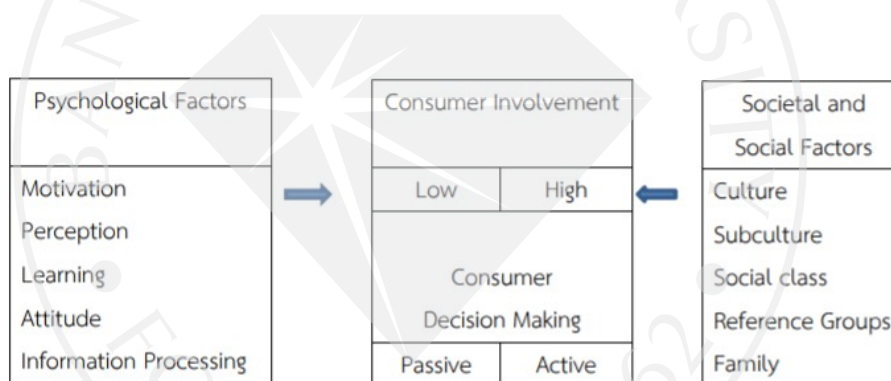 Psychological Factors
Motivation
Perception
Learning
Attitude
Information Processing
Consumer Involvement
Low High
Consumer
Decision Making
Passive Active
Societal and
Social Factors
Culture
Subculture
Social class
Reference Groups
Family